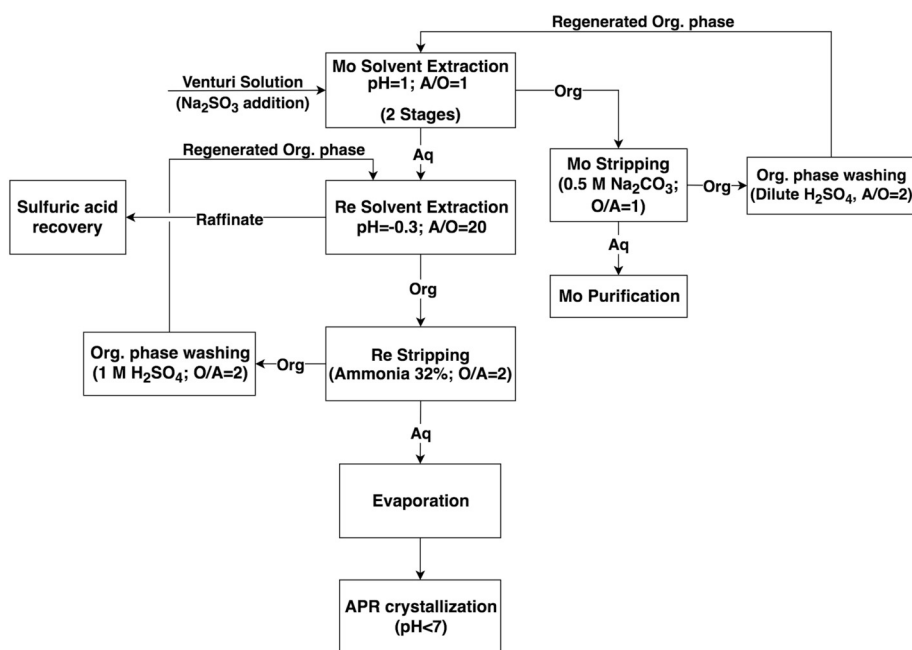 Regenerated Org. phase
Mo Solvent Extraction
pH=1; A/O=1
(2 Stages)
Venturi Solution
(Na₂SO₃ addition)
Org
Aq
Regenerated Org. phase
Mo Stripping
(0.5 M Na₂CO₃;
O/A=1)
Org
Org. phase washing
(Dilute H₂SO₄, A/O=2)
Sulfuric acid
recovery
Raffinate
Re Solvent Extraction
pH=-0.3; A/O=20
Aq
Mo Purification
Org
Org. phase washing
(1 M H₂SO₄; O/A=2)
Org
Re Stripping
(Ammonia 32%; O/A=2)
Aq
Evaporation
APR crystallization
(pH<7)